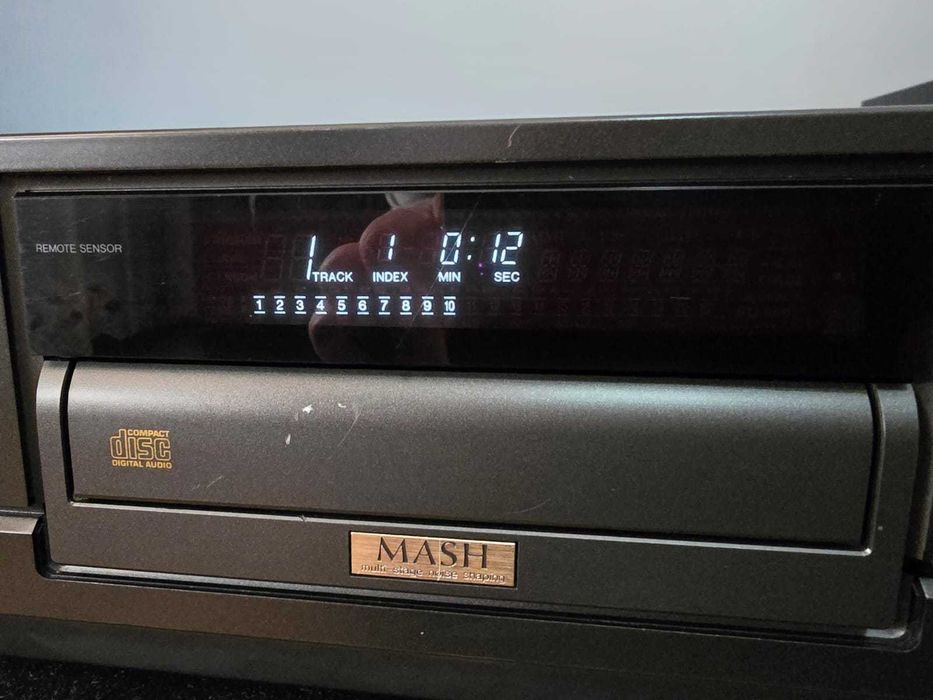 REMOTE SENSOR
1 1 0:12
TRACK INDEX MIN SEC
1 2 3 4 5 6 7 8 9 10
COMPACT
disc
DIGITAL AUDIO
MASH
multi-stage noise shaping